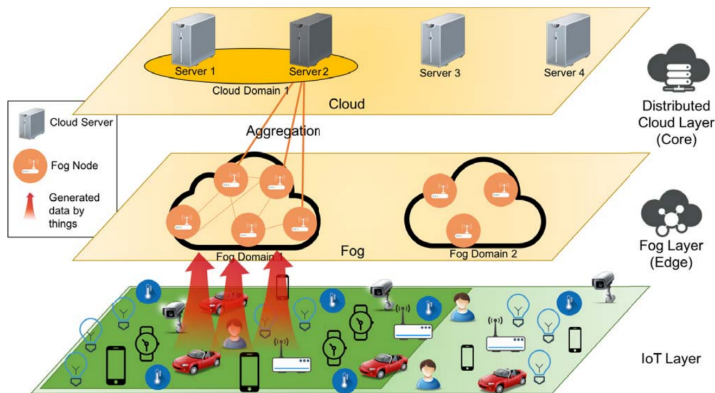 Server 1
Server 2
Server 3
Server 4
Cloud Domain 1
Cloud
Distributed
Cloud Layer
(Core)
Cloud Server
Fog Node
Generated
data by
things
Aggregation
Fog Domain 1
Fog
Fog Domain 2
Fog Layer
(Edge)
IoT Layer